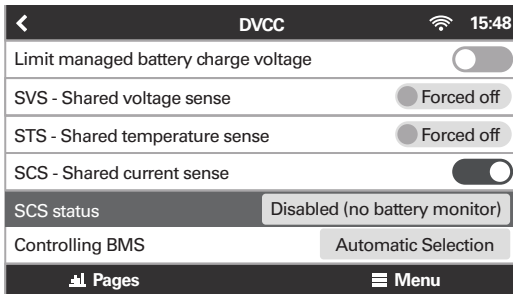 DVCC 15:48
Limit managed battery charge voltage
SVS - Shared voltage sense Forced off
STS - Shared temperature sense Forced off
SCS - Shared current sense
SCS status Disabled (no battery monitor)
Controlling BMS Automatic Selection
Pages Menu